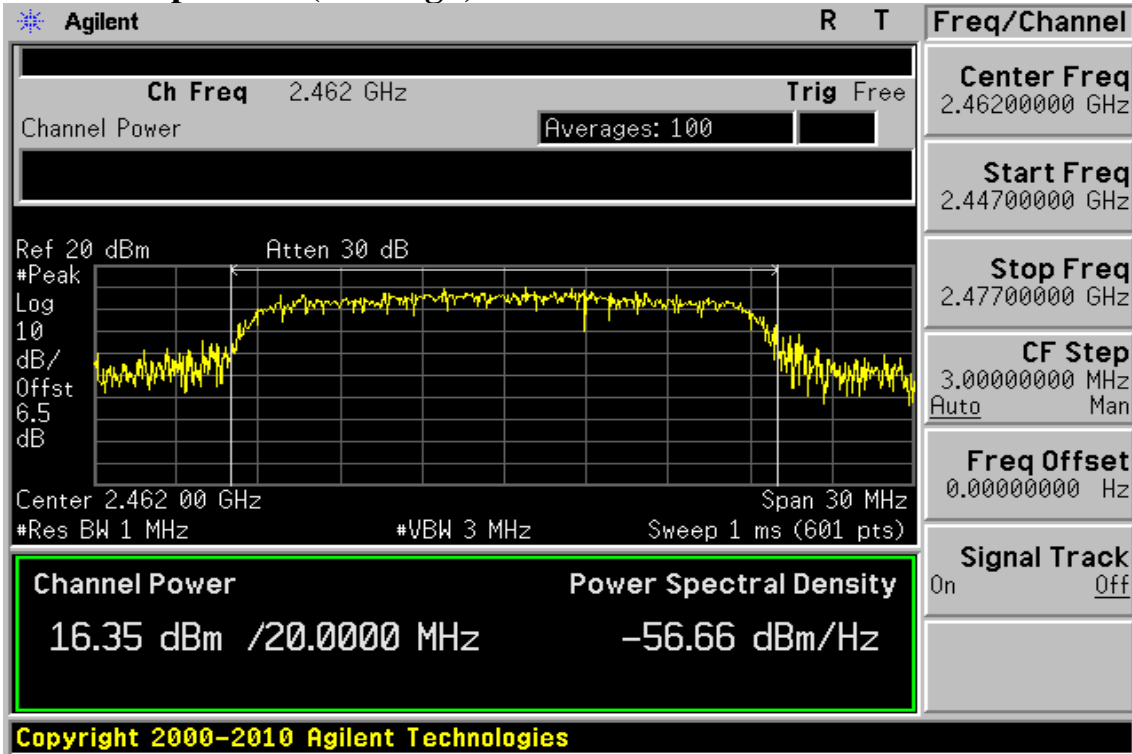 Agilent
R T
Freq/Channel
Ch Freq 2.462 GHz
Trig Free
Channel Power
Averages: 100
Ref 20 dBm
Atten 30 dB
#Peak
Log
10
dB/
Offst
6.5
dB
Center 2.462 00 GHz
Span 30 MHz
#Res BW 1 MHz
#VBW 3 MHz
Sweep 1 ms (601 pts)
Channel Power
Power Spectral Density
16.35 dBm /20.0000 MHz
-56.66 dBm/Hz
Center Freq
2.46200000 GHz
Start Freq
2.44700000 GHz
Stop Freq
2.47700000 GHz
CF Step
3.00000000 MHz
Auto Man
Freq Offset
0.00000000 Hz
Signal Track
On Off
Copyright 2000-2010 Agilent Technologies